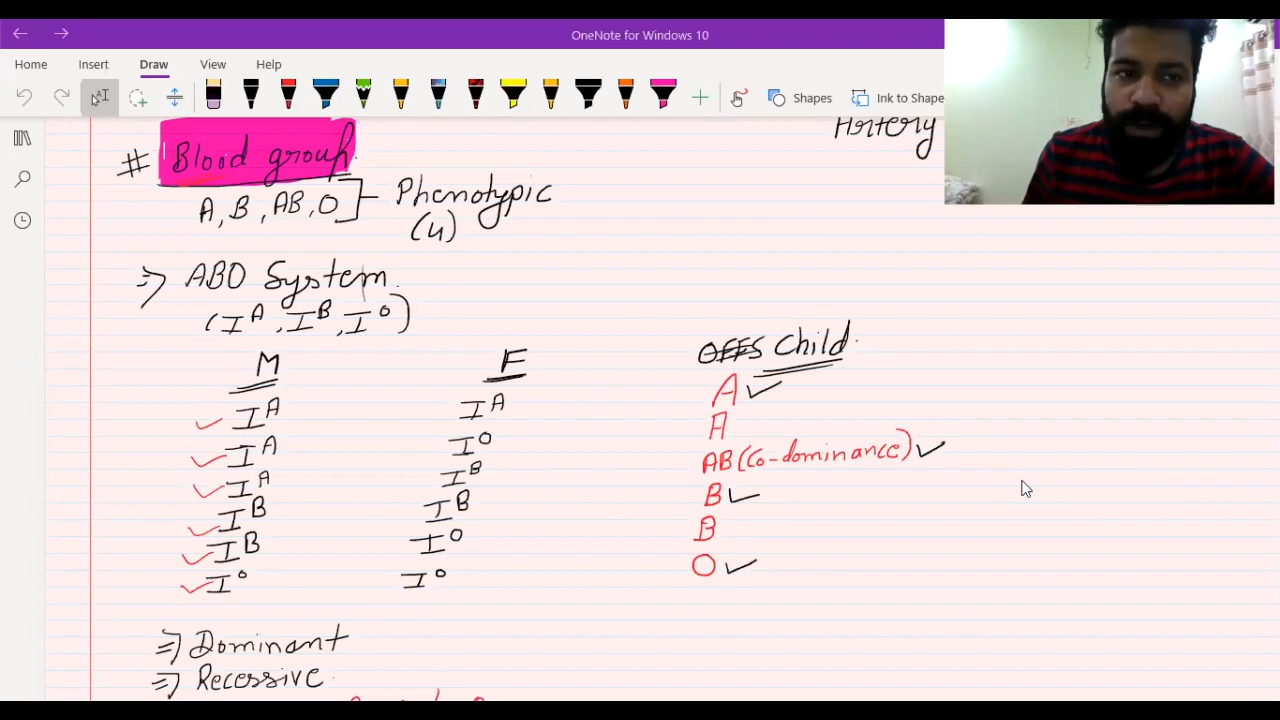 OneNote for Windows 10
Home Insert Draw View Help
Shapes Ink to Shape
Artery
# Blood group
A, B, AB, O ] - Phenotypic
(4)
⇒ ABO System
(I^A, I^B, I^O)
M F OFFS Child
I^A I^A A ✓
I^A I^O A
I^A I^B AB (Co-dominance) ✓
I^B I^B B ✓
I^B I^O B
I^O I^O O ✓
⇒ Dominant
⇒ Recessive